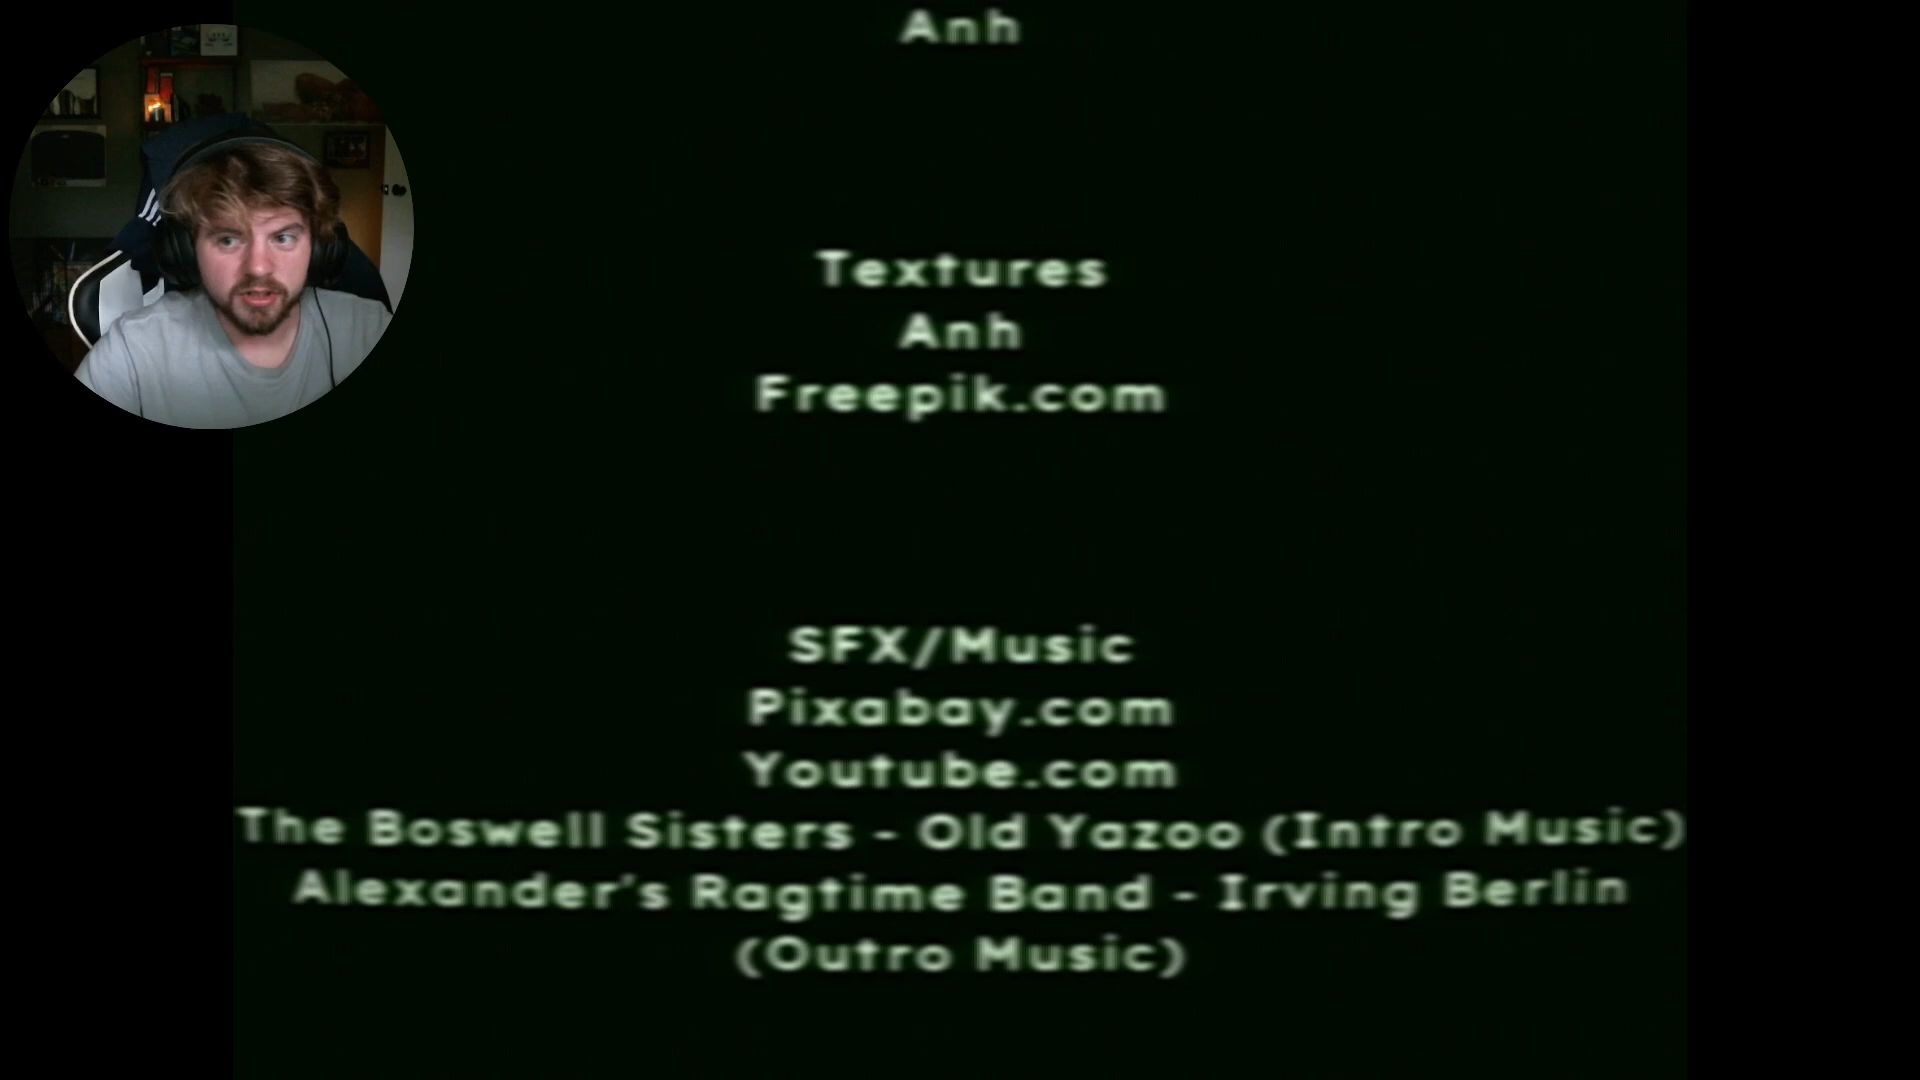 Anh
Textures
Anh
Freepik.com
SFX/Music
Pixabay.com
Youtube.com
The Boswell Sisters - Old Yazoo (Intro Music)
Alexander's Ragtime Band - Irving Berlin
(Outro Music)